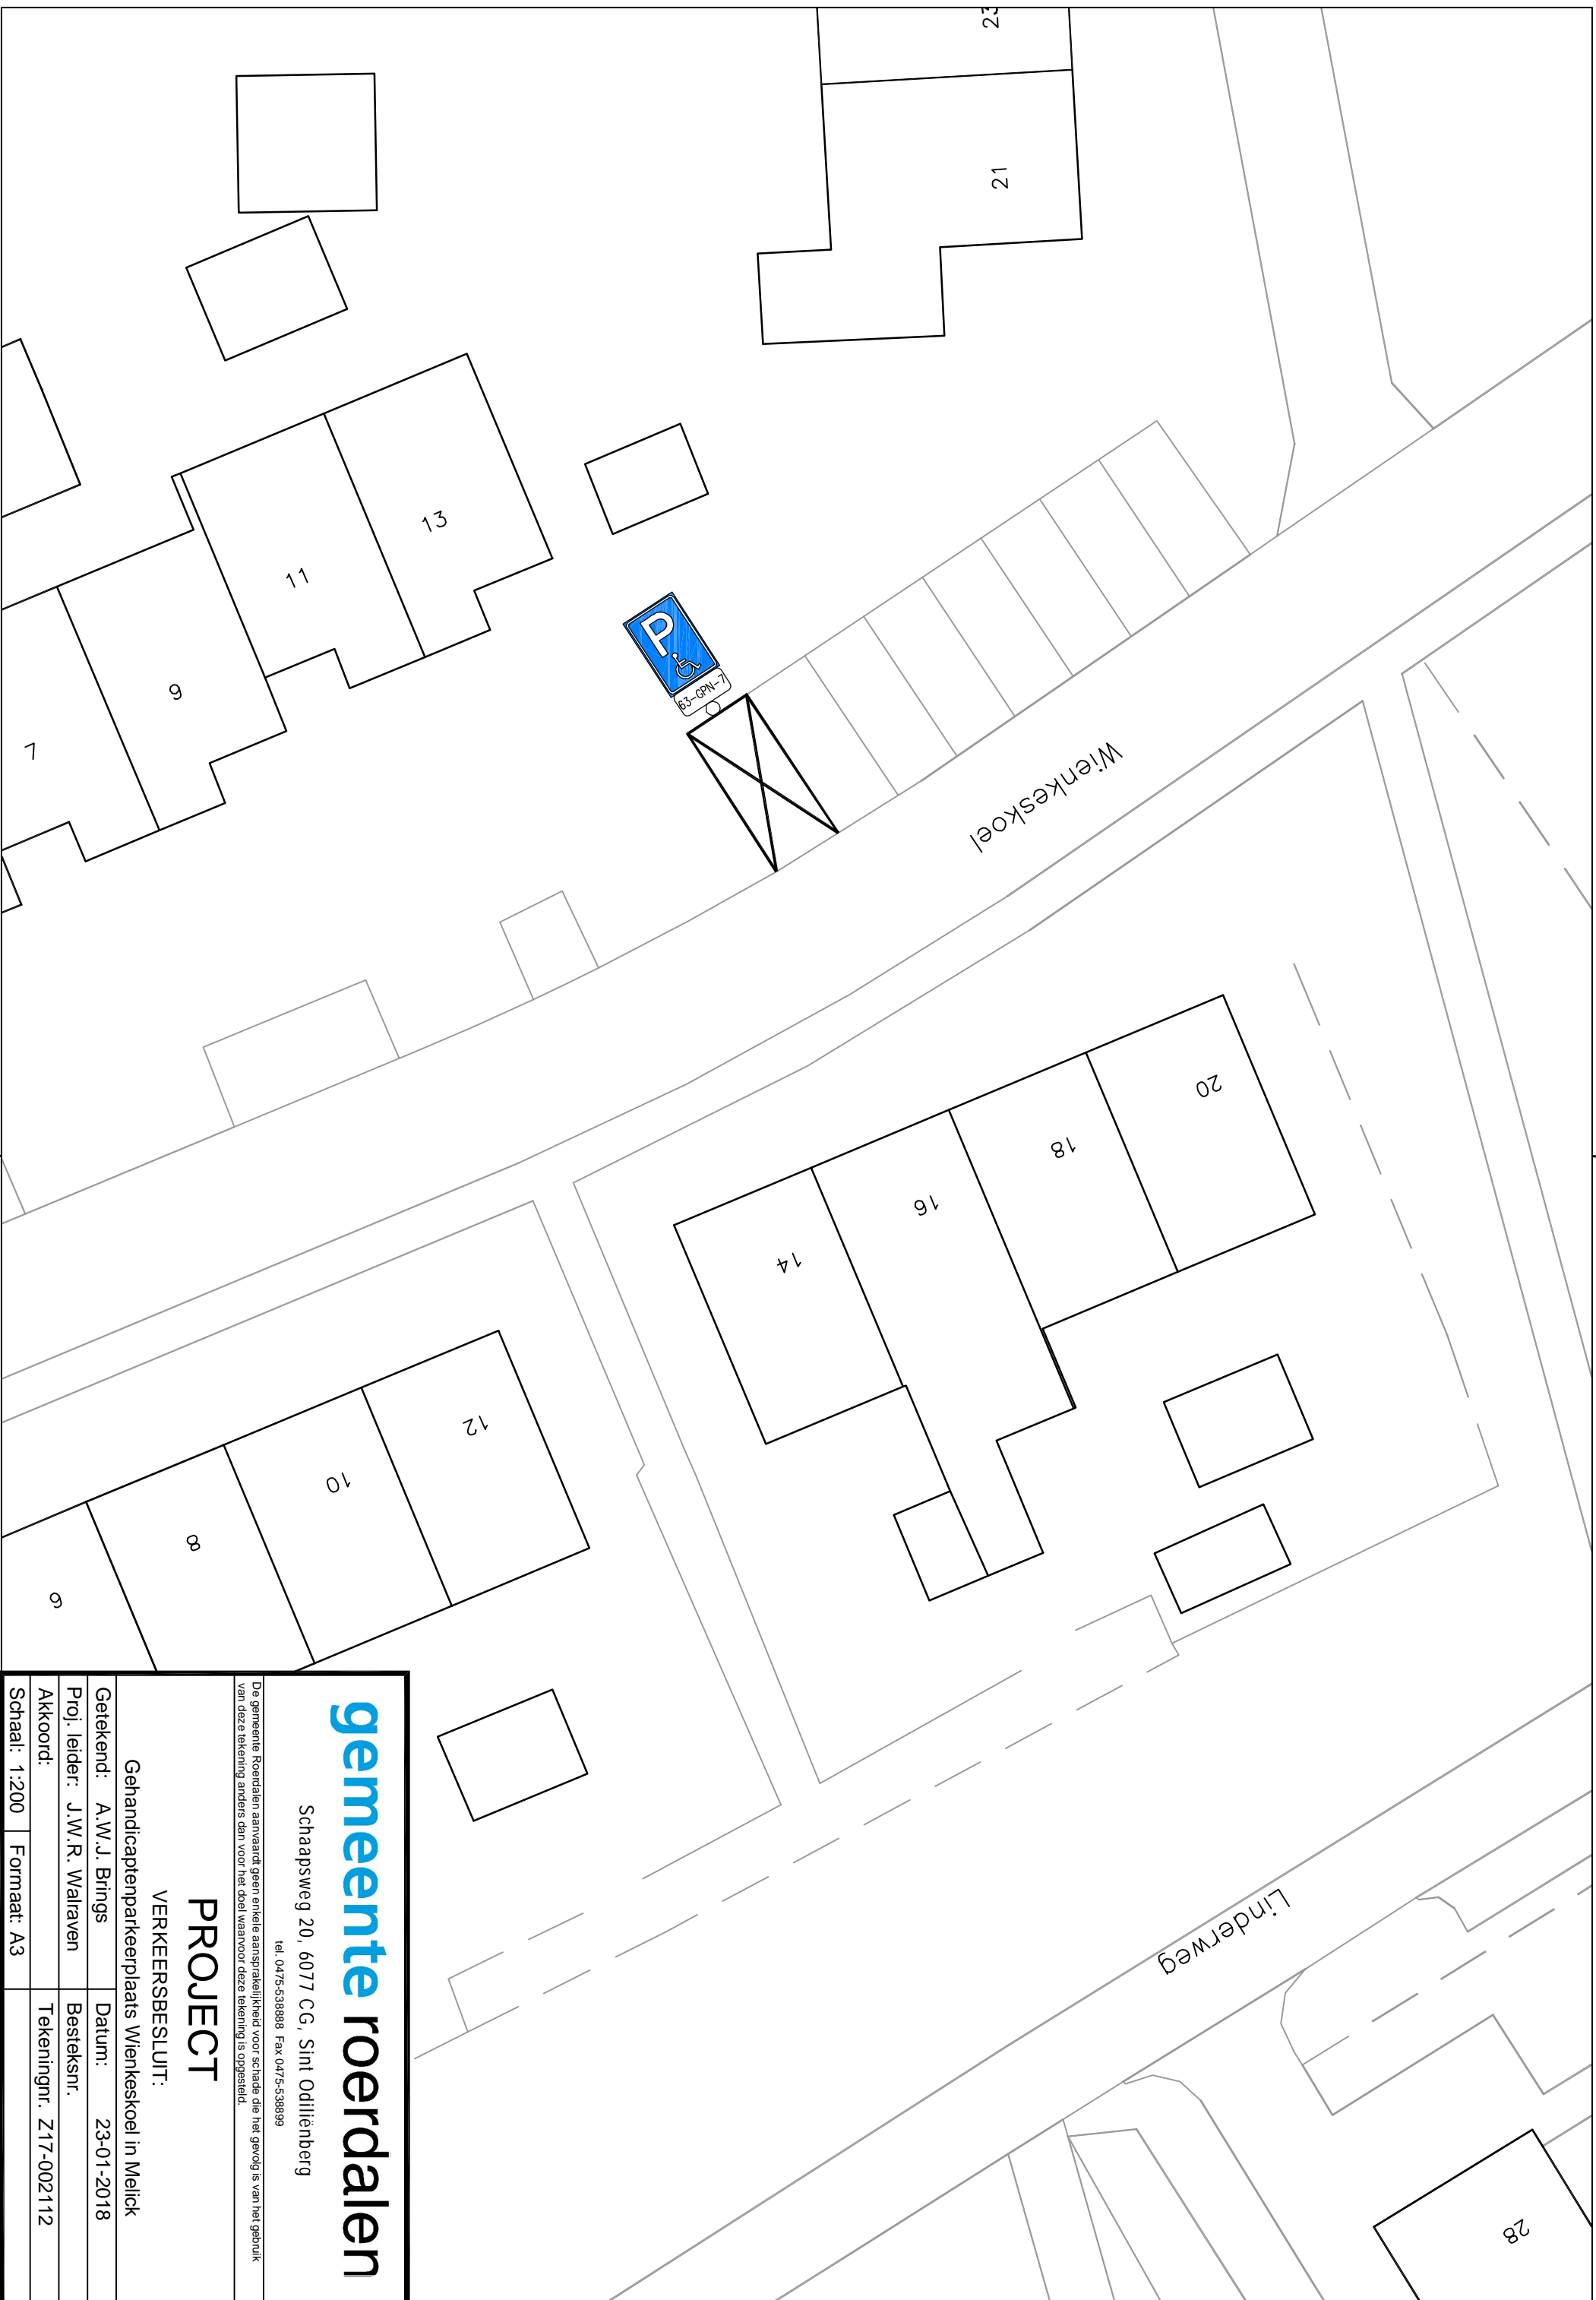 23
21
13
11
9
7
P
63-GPN-7
Wienkeskoel
20
18
16
14
12
10
8
6
Linderweg
28
gemeente roerdalen
Schaapsweg 20, 6077 CG, Sint Odiliënberg
tel. 0475-538888 Fax 0475-538899
De gemeente Roerdalen aanvaardt geen enkele aansprakelijkheid voor schade die het gevolg is van het gebruik
van deze tekening anders dan voor het doel waarvoor deze tekening is opgesteld.
PROJECT
VERKEERSBESLUIT:
Gehandicaptenparkeerplaats Wienkeskoel in Melick
Getekend: A.W.J. Brings Datum: 23-01-2018
Proj. leider: J.W.R. Walraven Besteksnr.
Akkoord: Tekeningnr. Z17-002112
Schaal: 1:200 Formaat: A3